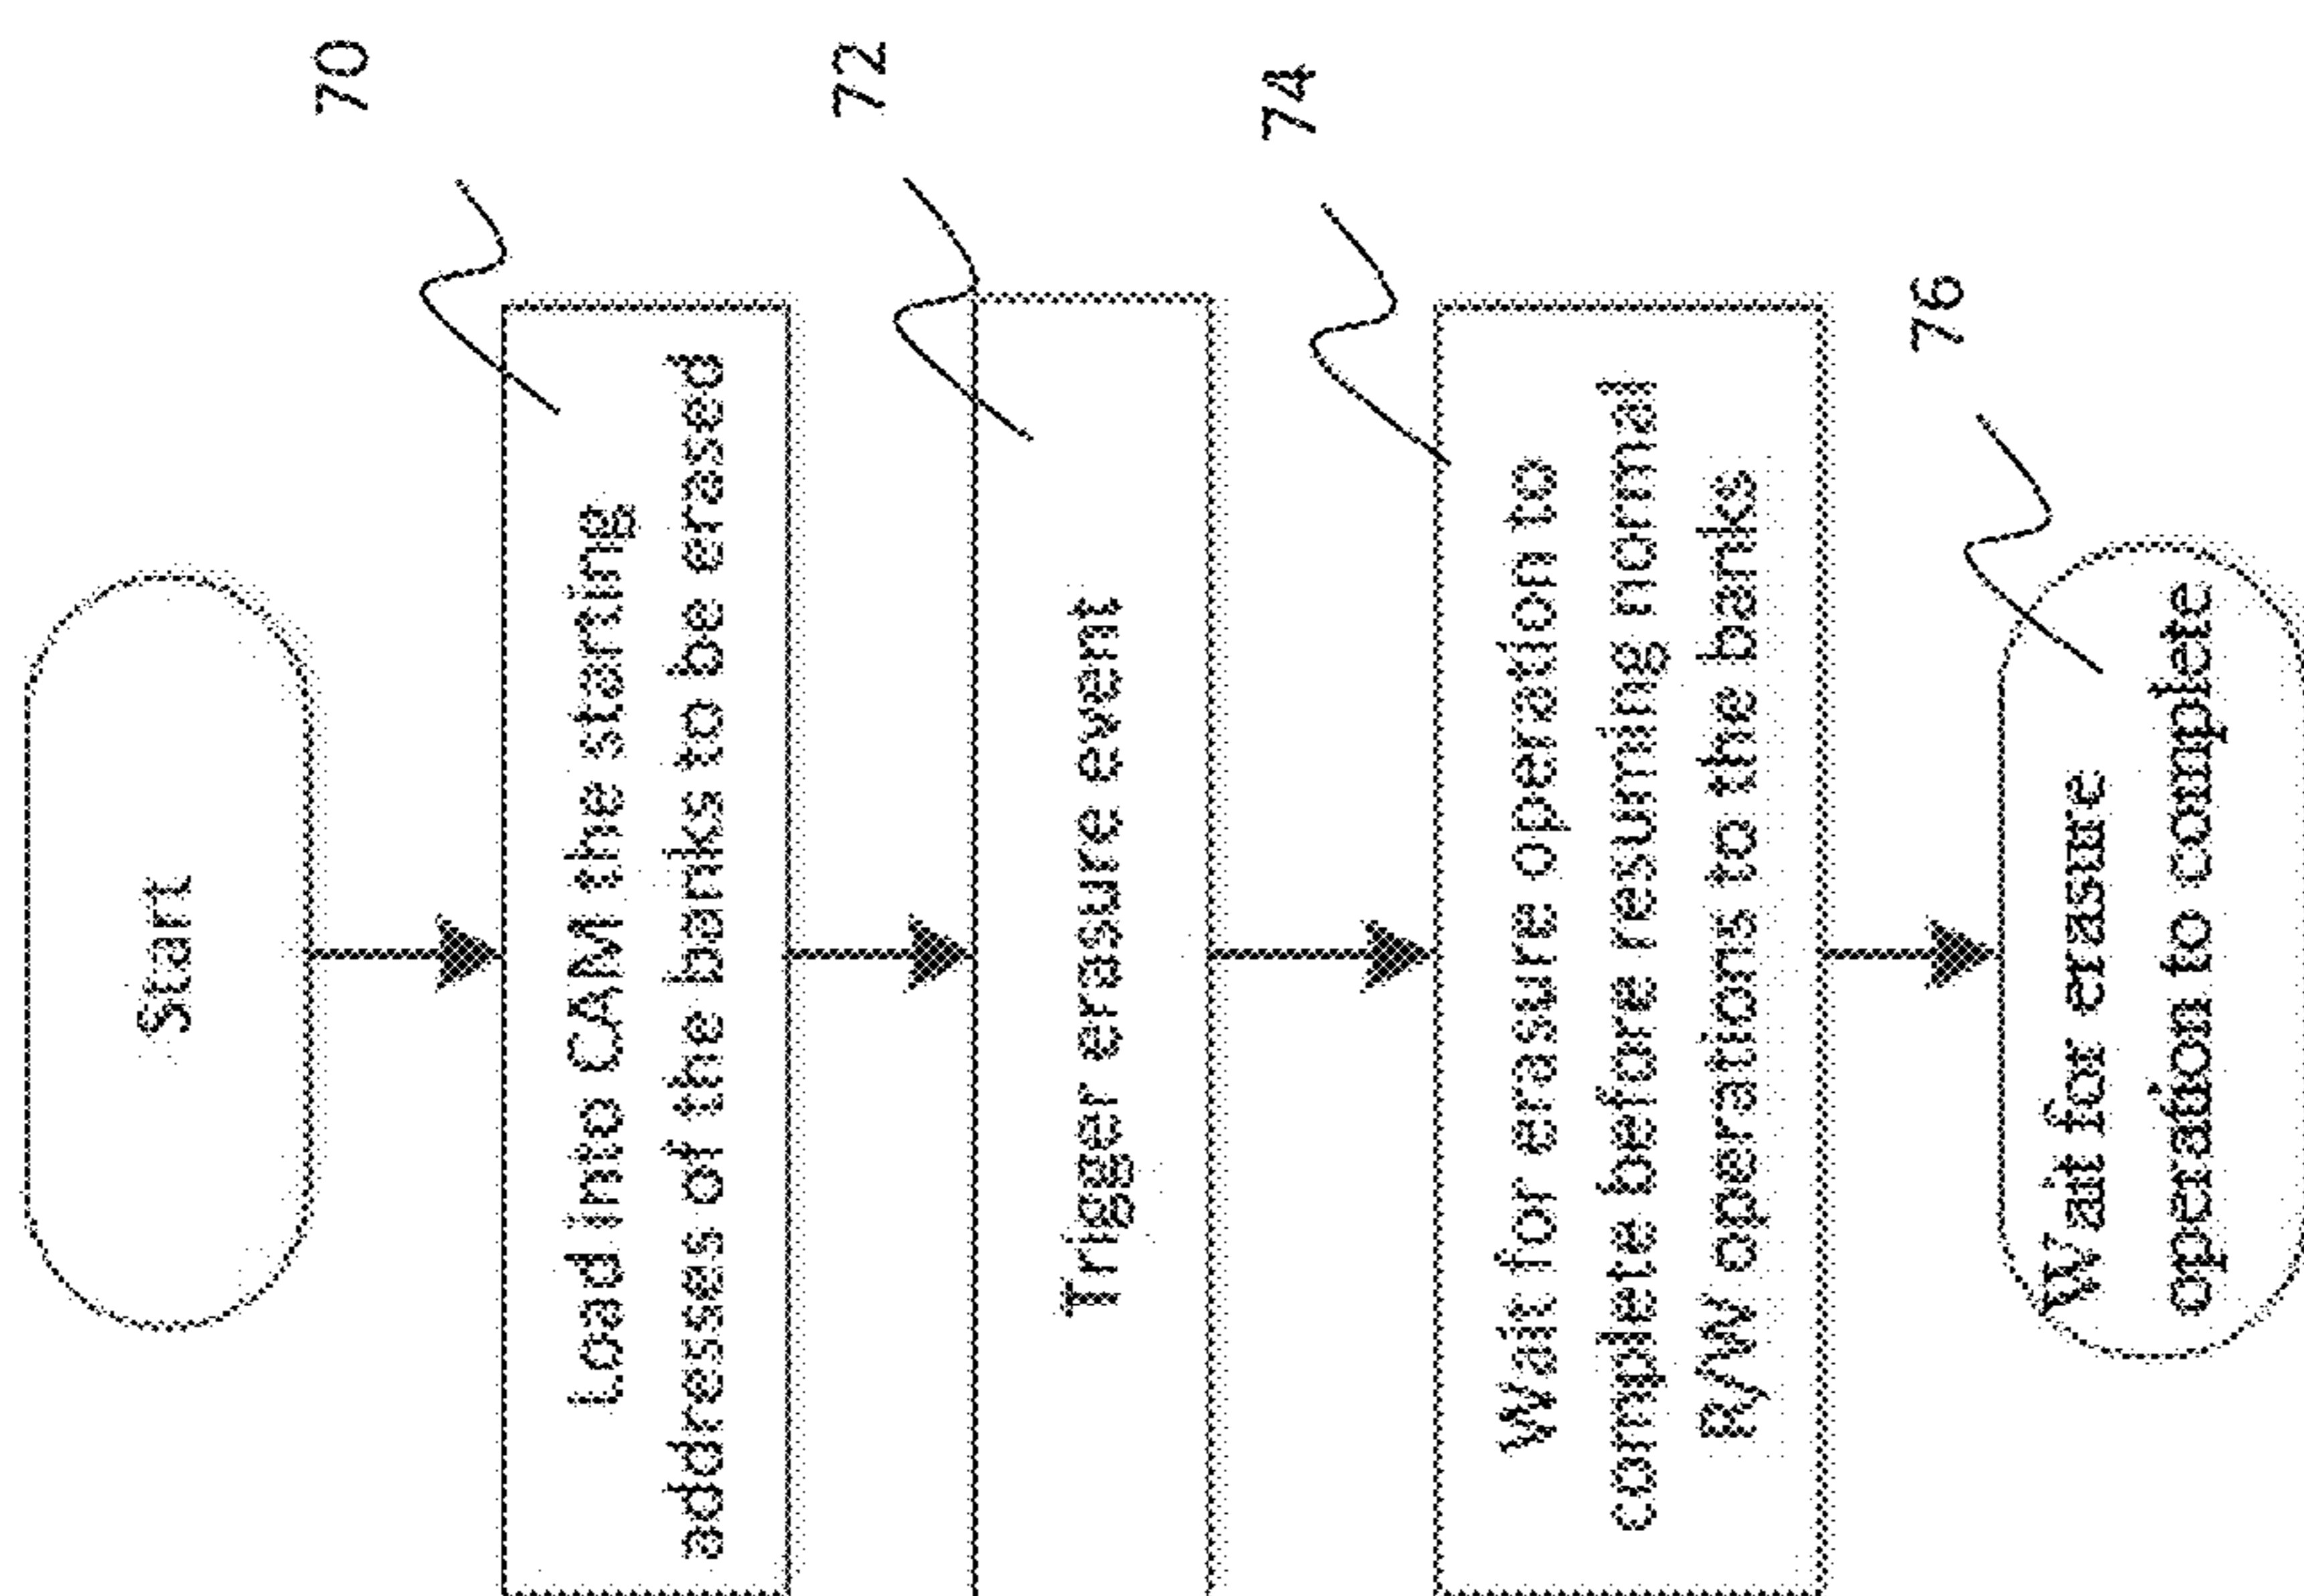 Start
70
Load into CAM the starting
addresses of the banks to be erased
72
Trigger erasure event
74
Wait for erasure operation to
complete before resuming normal
R/W operations to the banks
76
Wait for erasure
operation to complete